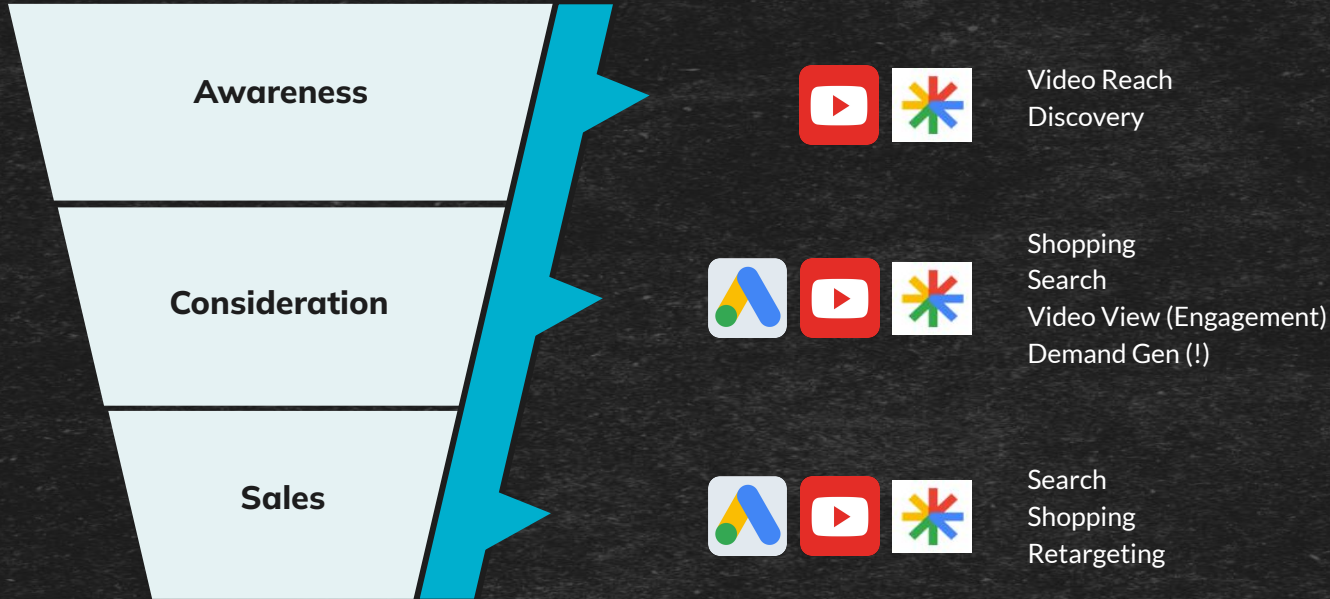 Awareness
Video Reach
Discovery
Consideration
Shopping
Search
Video View (Engagement)
Demand Gen (!)
Sales
Search
Shopping
Retargeting